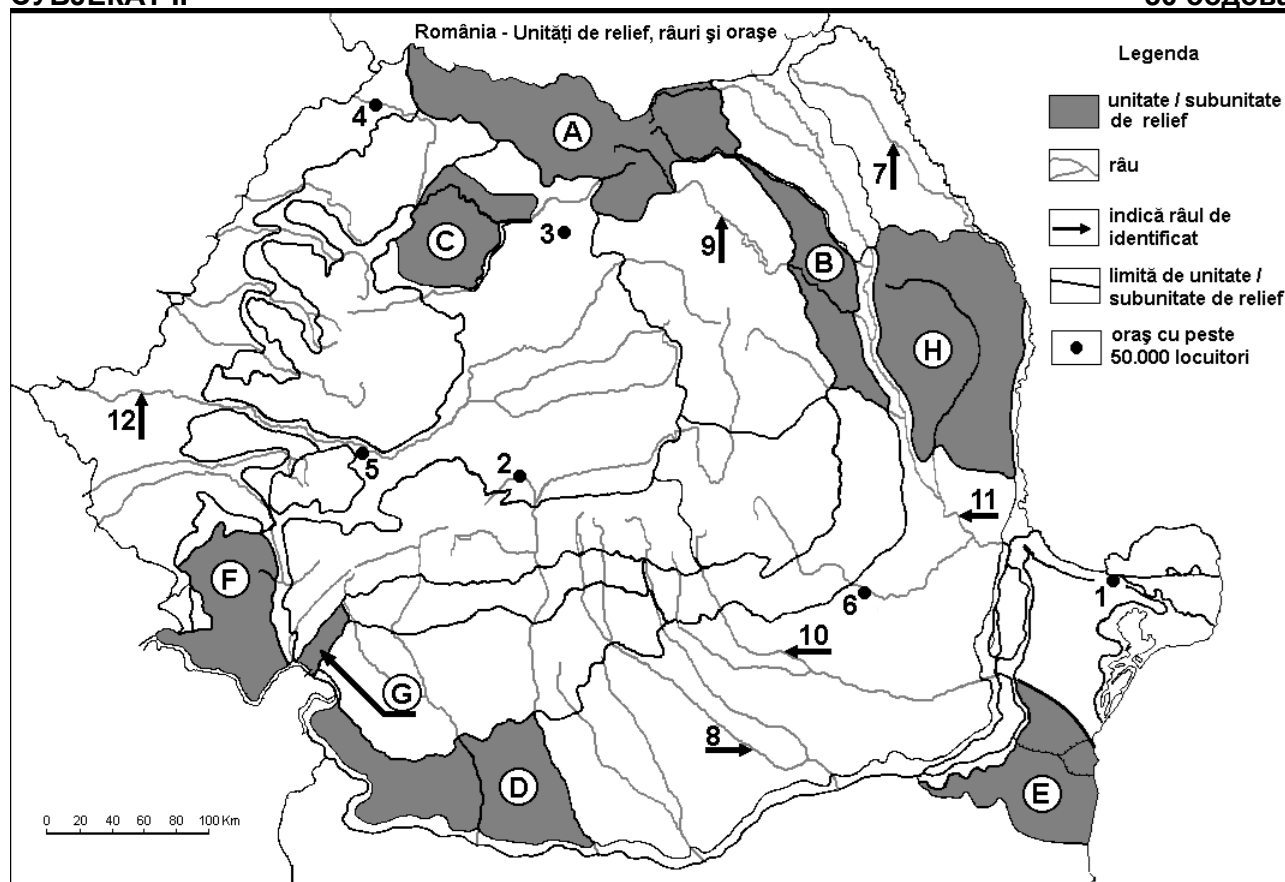 România - Unităţi de relief, râuri şi oraşe
Legenda
unitate / subunitate
de relief
râu
indică râul de
identificat
limită de unitate /
subunitate de relief
oraş cu peste
50.000 locuitori
A
4
7
C
3
9
B
H
12
5
2
11
F
1
6
10
G
8
D
E
0 20 40 60 80 100 Km